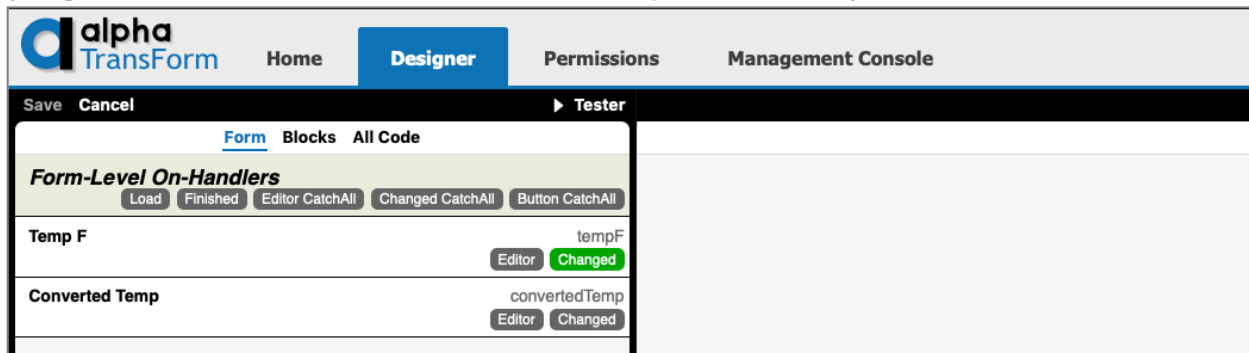 alpha
TransForm Home Designer Permissions Management Console
Save Cancel ▶ Tester
Form Blocks All Code
Form-Level On-Handlers
Load Finished Editor CatchAll Changed CatchAll Button CatchAll
Temp F tempF
Editor Changed
Converted Temp convertedTemp
Editor Changed